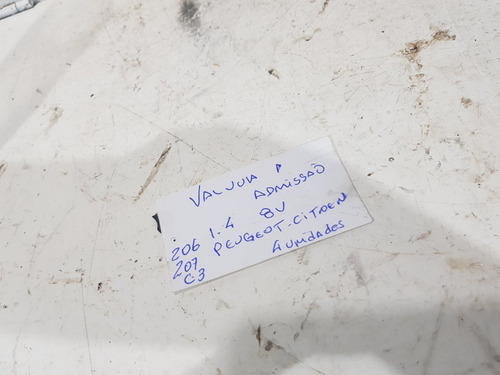 VALVULA P
ADMISSÃO
206 1.4 8V
207 PEUGEOT-CITROEN
C3 4 UNIDADES